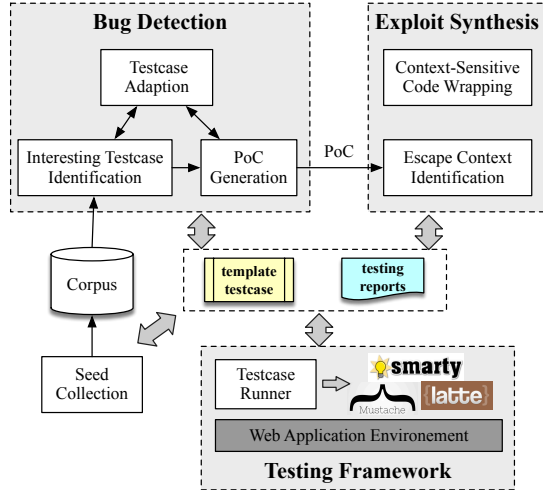 Bug Detection
Exploit Synthesis
Testcase
Adaption
Context-Sensitive
Code Wrapping
Interesting Testcase
Identification
PoC
Generation
PoC
Escape Context
Identification
Corpus
template
testcase
testing
reports
Seed
Collection
Testcase
Runner
smarty
Mustache
{latte}
Web Application Environement
Testing Framework